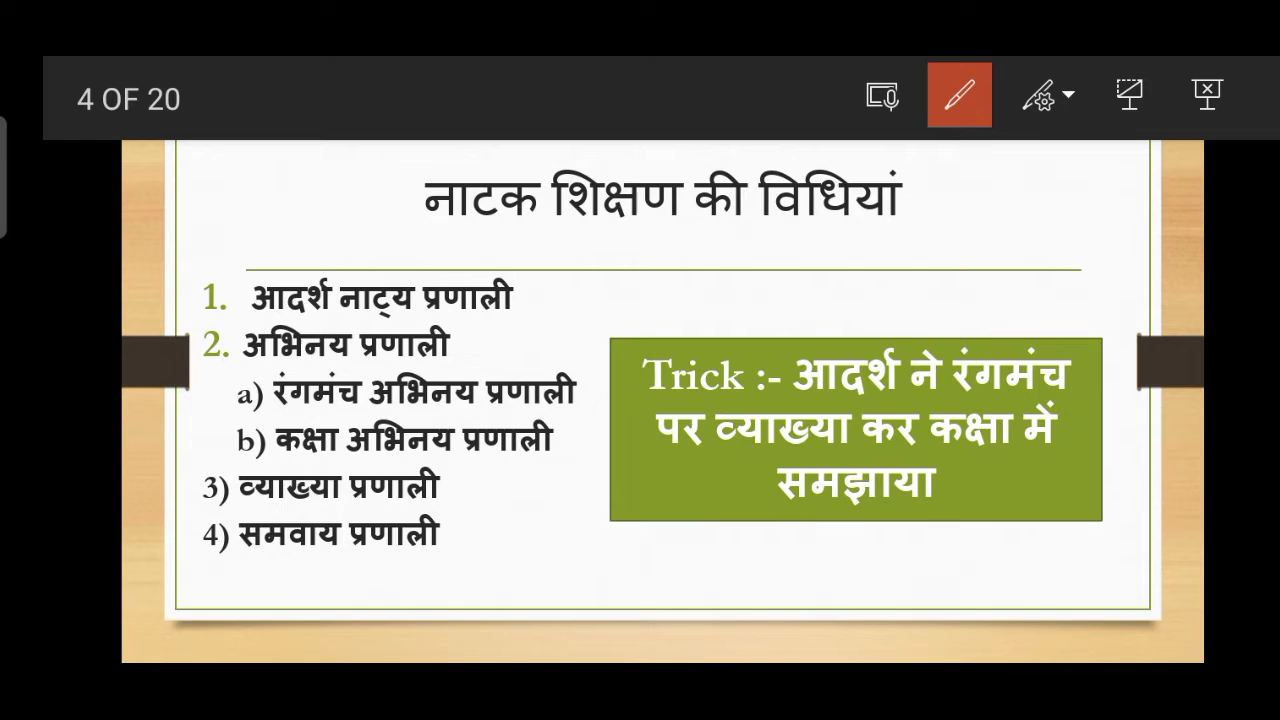 4 OF 20
नाटक शिक्षण की विधियां
1. आदर्श नाट्य प्रणाली
2. अभिनय प्रणाली
a) रंगमंच अभिनय प्रणाली
b) कक्षा अभिनय प्रणाली
3) व्याख्या प्रणाली
4) समवाय प्रणाली
Trick :- आदर्श ने रंगमंच
पर व्याख्या कर कक्षा में
समझाया